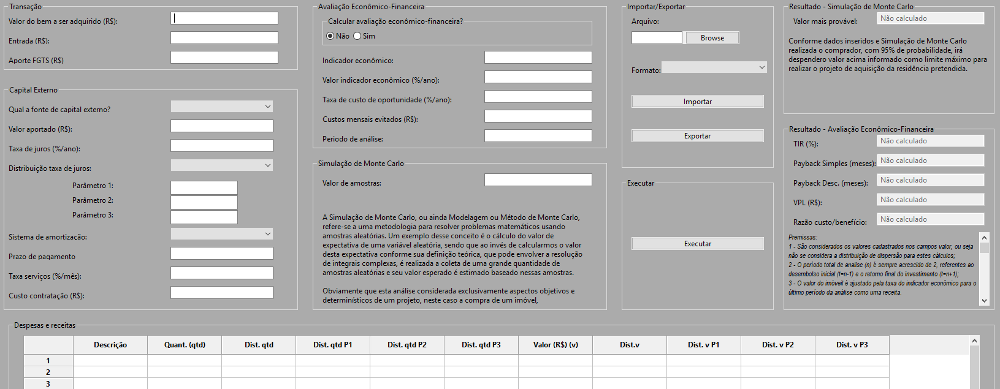 Transação
Valor do bem a ser adquirido (R$):
Entrada (R$):
Aporte FGTS (R$)
Capital Externo
Qual a fonte de capital externo?
Valor aportado (R$):
Taxa de juros (%/ano):
Distribuição taxa de juros:
Parâmetro 1:
Parâmetro 2:
Parâmetro 3:
Sistema de amortização:
Prazo de pagamento
Taxa serviços (%/mês):
Custo contratação (R$):
Avaliação Econômico-Financeira
Calcular avaliação econômico-financeira?
Não Sim
Indicador econômico:
Valor indicador econômico (%/ano):
Taxa de custo de oportunidade (%/ano):
Custos mensais evitados (R$):
Periodo de análise:
Simulação de Monte Carlo
Valor de amostras:
A Simulação de Monte Carlo, ou ainda Modelagem ou Método de Monte Carlo,
refere-se a uma metodologia para resolver problemas matemáticos usando
amostras aleatórias. Um exemplo desse conceito é o cálculo do valor de
expectativa de uma variável aleatória, sendo que ao invés de calcularmos o valor
desta expectativa conforme sua definição teórica, que pode envolver a resolução
de integrais complexas, é realizada a coleta de uma grande quantidade de
amostras aleatórias e seu valor esperado é estimado baseado nessas amostras.
Obviamente que esta análise considerada exclusivamente aspectos objetivos e
determinísticos de um projeto, neste caso a compra de um imóvel,
Importar/Exportar
Arquivo:
Browse
Formato:
Importar
Exportar
Executar
Executar
Resultado - Simulação de Monte Carlo
Valor mais provável: Não calculado
Conforme dados inseridos e Simulação de Monte Carlo
realizada o comprador, com 95% de probabilidade, irá
despendero valor acima informado como limite máximo para
realizar o projeto de aquisição da residência pretendida.
Resultado - Avaliação Econômico-Financeira
TIR (%): Não calculado
Payback Simples (meses): Não calculado
Payback Desc. (meses): Não calculado
VPL (R$): Não calculado
Razão custo/benefício: Não calculado
Premissas:
1 - São considerados os valores cadastrados nos campos valor, ou seja
não se considera a distribuição de dispersão para estes cálculos;
2 - O período total de analise (n) é sempre acrescido de 2, referentes ao
desembolso inicial (t=n-1) e o retorno final do investimento (t=n+1);
3 - O valor do imóveil é ajustado pela taxa do indicador econômico para o
último período da análise como uma receita.
Despesas e receitas
Descrição Quant. (qtd) Dist. qtd Dist. qtd P1 Dist. qtd P2 Dist. qtd P3 Valor (R$) (v) Dist.v Dist. v P1 Dist. v P2 Dist. v P3
1
2
3